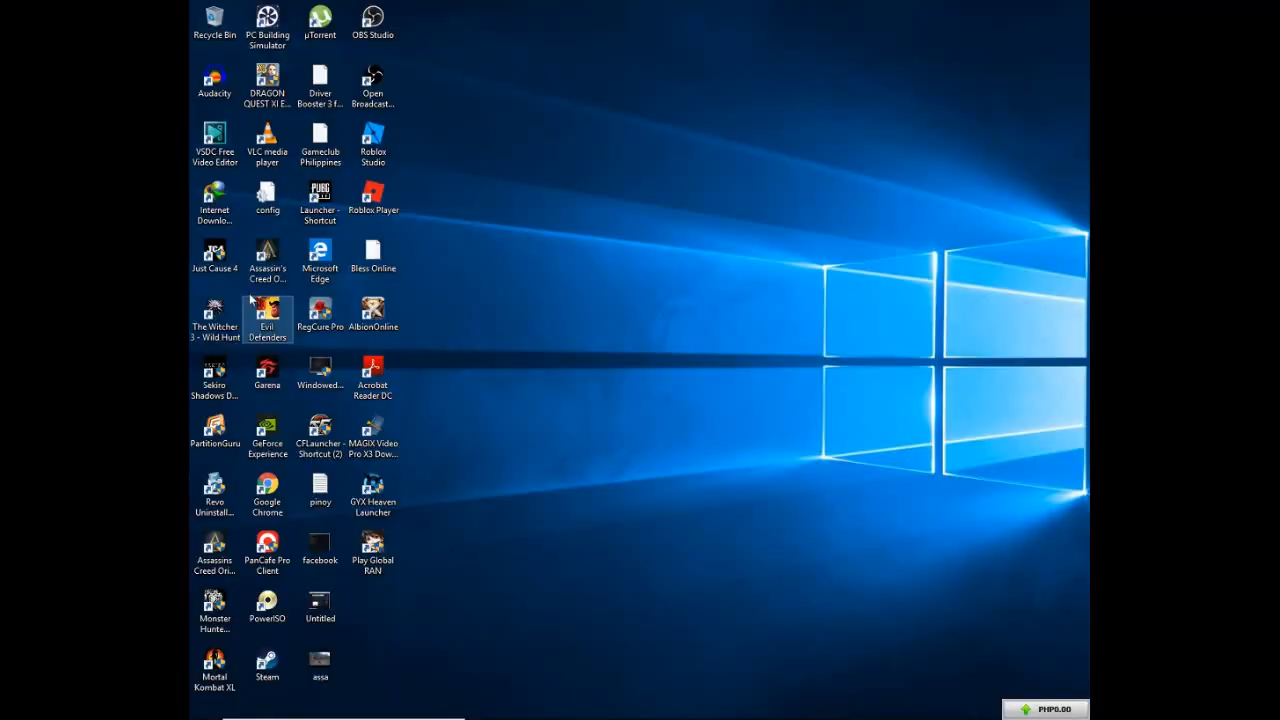 Recycle Bin
PC Building
Simulator
µTorrent
OBS Studio
Audacity
DRAGON
QUEST XI E...
Driver
Booster 3 f...
Open
Broadcast...
VSDC Free
Video Editor
VLC media
player
Gameclub
Philippines
Roblox
Studio
Internet
Downlo...
config
PUBG
Launcher -
Shortcut
Roblox Player
Just Cause 4
Assassin's
Creed O...
Microsoft
Edge
Bless Online
The Witcher
3 - Wild Hunt
Evil
Defenders
RegCure Pro
AlbionOnline
Sekiro
Shadows D...
Garena
Windowed...
Acrobat
Reader DC
PartitionGuru
GeForce
Experience
CFLauncher -
Shortcut (2)
MAGIX Video
Pro X3 Dow...
Revo
Uninstall...
Google
Chrome
pinoy
GYX Heaven
Launcher
Assassins
Creed Ori...
PanCafe Pro
Client
facebook
Play Global
RAN
Monster
Hunte...
PowerISO
Untitled
Mortal
Kombat XL
Steam
assa
PHP0.00